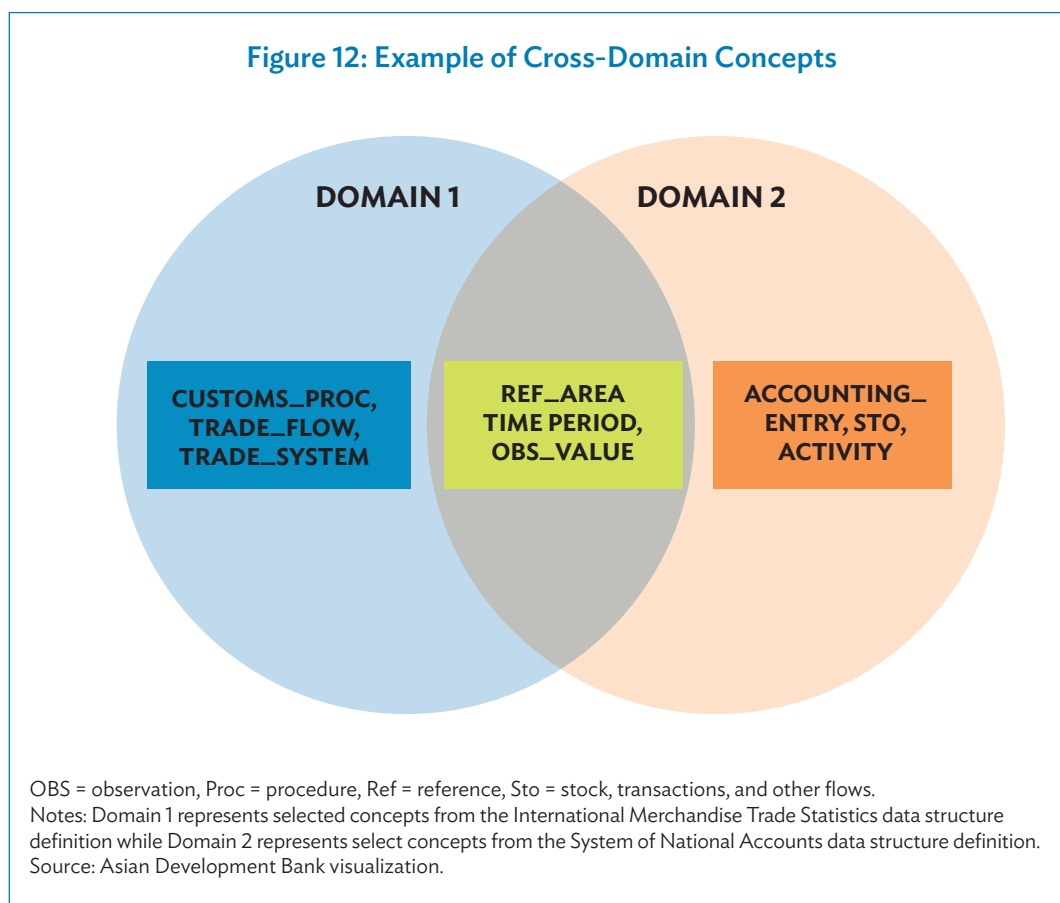 Figure 12: Example of Cross-Domain Concepts
DOMAIN 1
DOMAIN 2
CUSTOMS_PROC,
TRADE_FLOW,
TRADE_SYSTEM
REF_AREA
TIME PERIOD,
OBS_VALUE
ACCOUNTING_
ENTRY, STO,
ACTIVITY
OBS = observation, Proc = procedure, Ref = reference, Sto = stock, transactions, and other flows.
Notes: Domain 1 represents selected concepts from the International Merchandise Trade Statistics data structure
definition while Domain 2 represents select concepts from the System of National Accounts data structure definition.
Source: Asian Development Bank visualization.